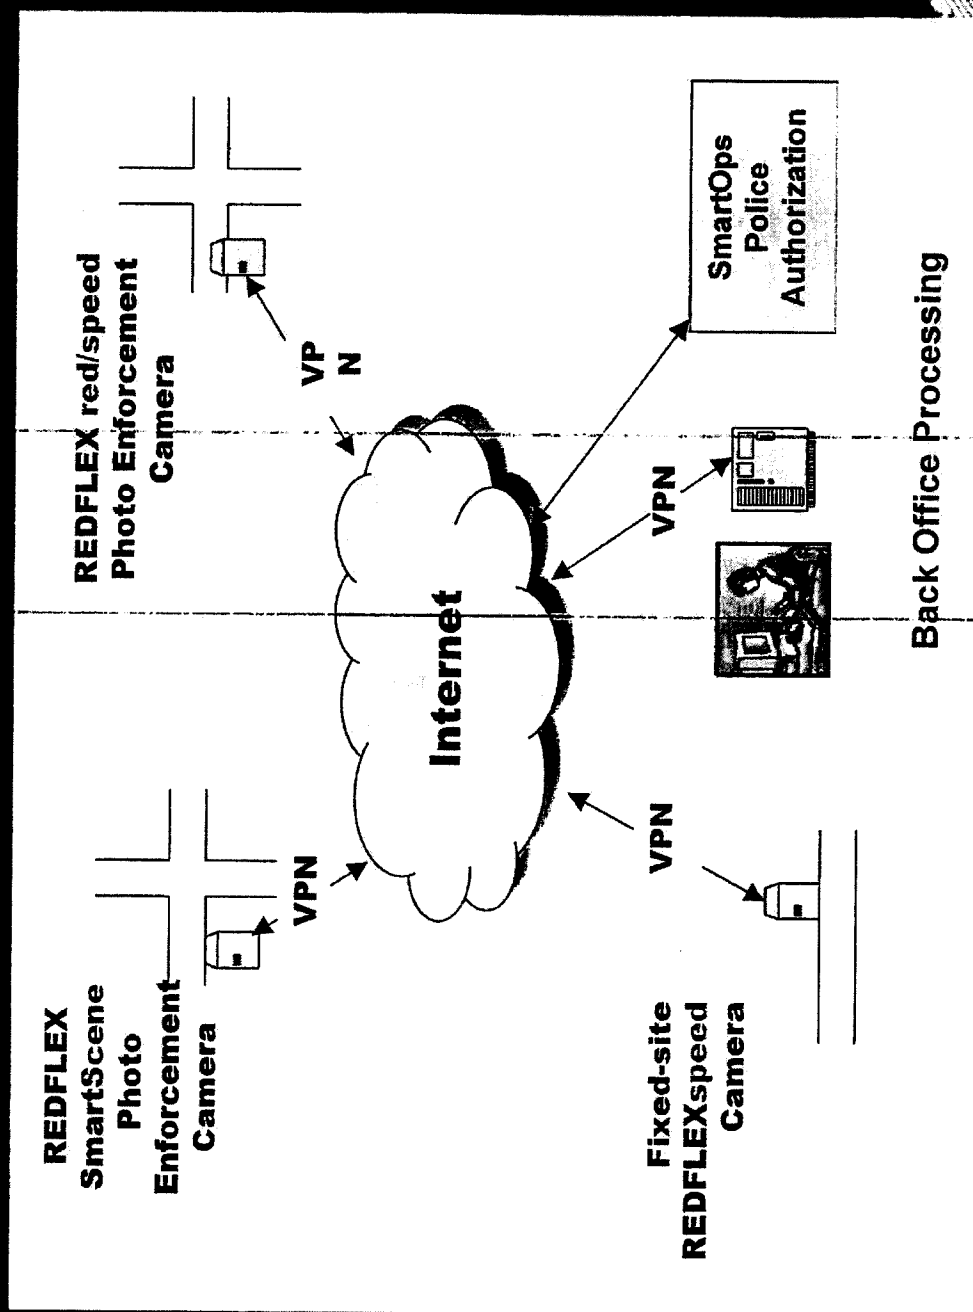 REDFLEX
SmartScene
Photo
Enforcement
Camera
REDFLEX red/speed
Photo Enforcement
Camera
VPN
VP
N
Internet
VPN
VPN
Fixed-site
REDFLEXspeed
Camera
SmartOps
Police
Authorization
Back Office Processing